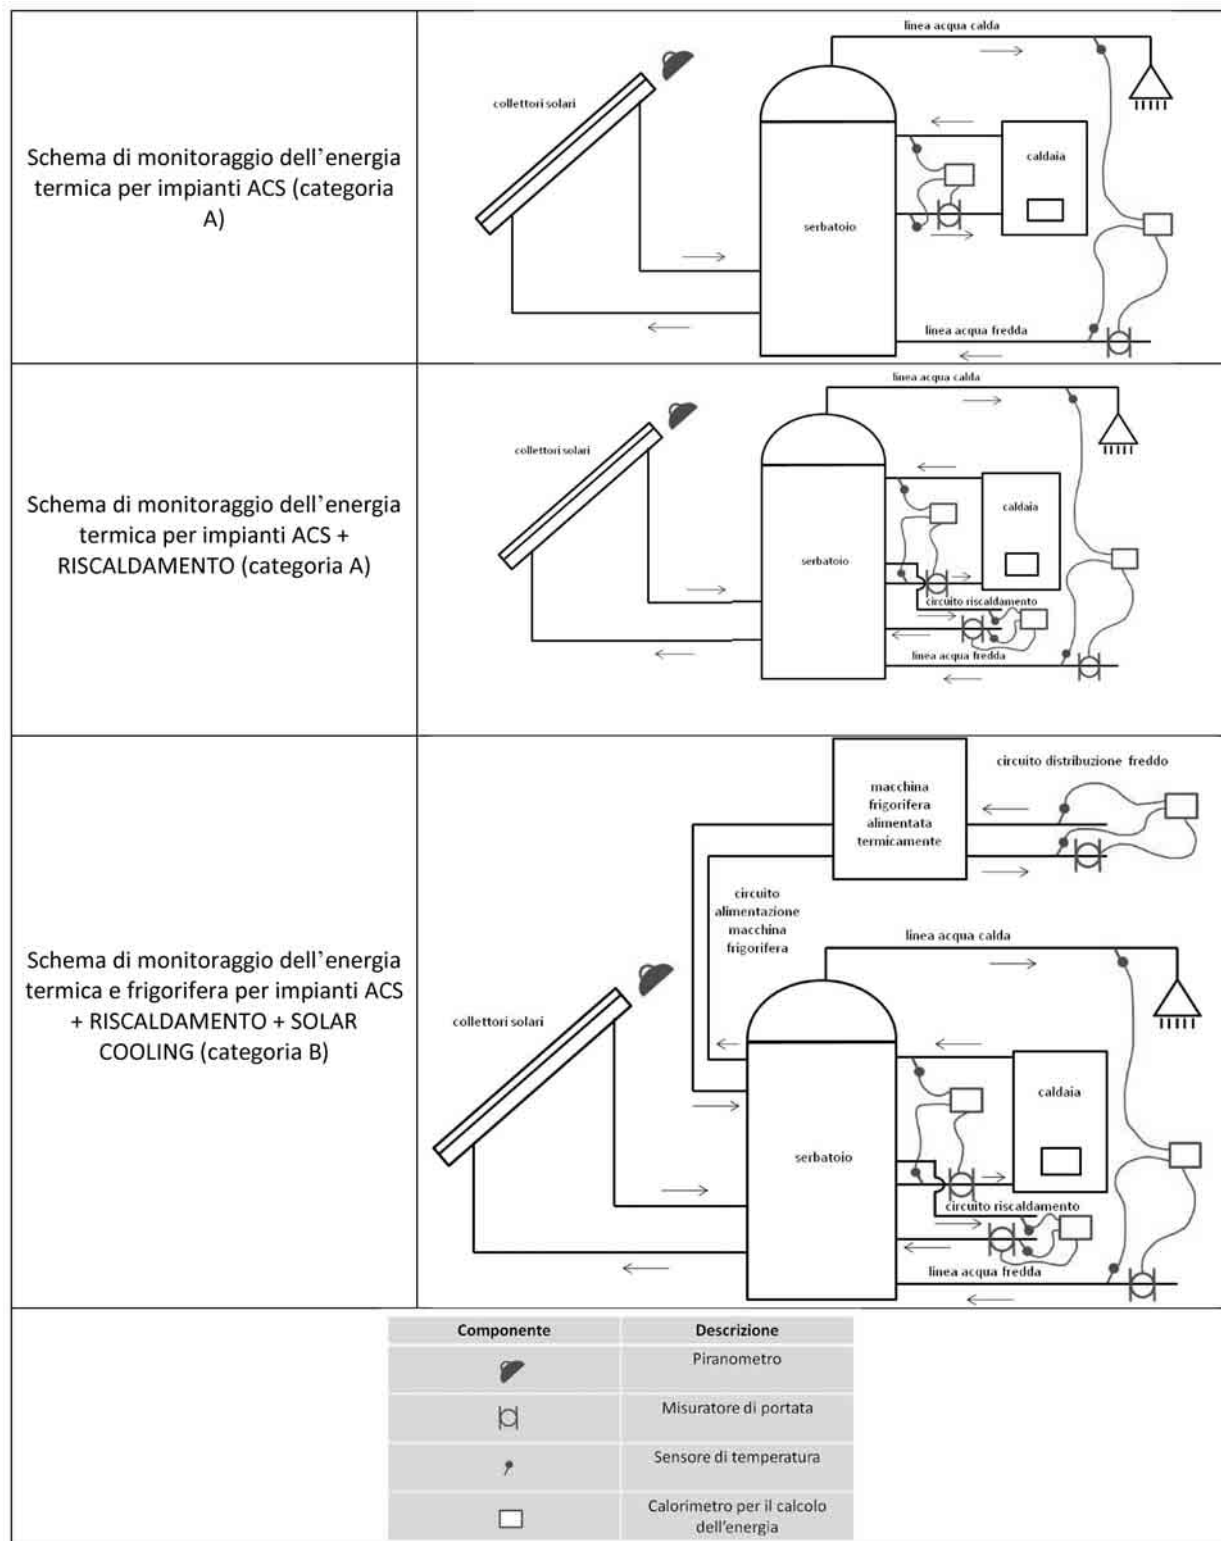 Schema di monitoraggio dell'energia
termica per impianti ACS (categoria
A)
linea acqua calda
collettori solari
caldaia
serbatoio
linea acqua fredda
Schema di monitoraggio dell'energia
termica per impianti ACS +
RISCALDAMENTO (categoria A)
linea acqua calda
collettori solari
caldaia
serbatoio
circuito riscaldamento
linea acqua fredda
Schema di monitoraggio dell'energia
termica e frigorifera per impianti ACS
+ RISCALDAMENTO + SOLAR
COOLING (categoria B)
circuito distribuzione freddo
macchina
frigorifera
alimentata
termicamente
circuito
alimentazione
macchina
frigorifera
linea acqua calda
collettori solari
caldaia
serbatoio
circuito riscaldamento
linea acqua fredda
Componente Descrizione
Piranometro
Misuratore di portata
Sensore di temperatura
Calorimetro per il calcolo
dell'energia